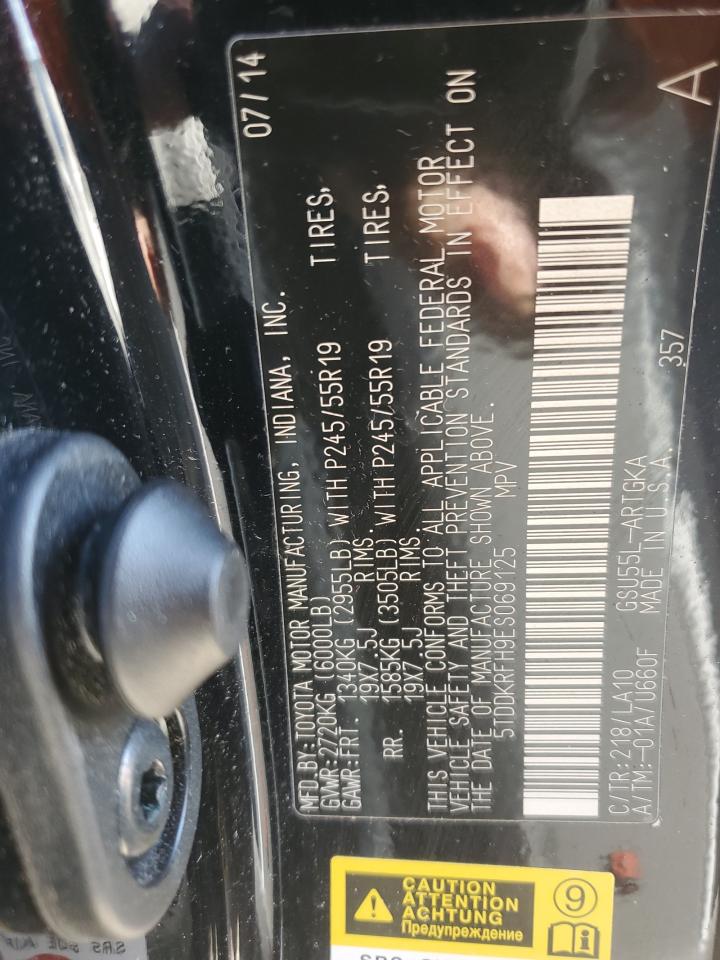 07/14
MFD.BY:TOYOTA MOTOR MANUFACTURING, INDIANA, INC.
GVWR:2720KG (6000LB)
GAWR:FRT. 1340KG (2955LB) WITH P245/55R19 TIRES,
19X7.5J RIMS.
RR. 1585KG (3505LB) WITH P245/55R19 TIRES,
19X7.5J RIMS
THIS VEHICLE CONFORMS TO ALL APPLICABLE FEDERAL MOTOR
VEHICLE SAFETY AND THEFT PREVENTION STANDARDS IN EFFECT ON
THE DATE OF MANUFACTURE SHOWN ABOVE.
5TDDKRFH9ES069125 MPV
C/TR:218/LA10 GSU55L-ARTGKA
A/TM:-01A/U660F MADE IN U.S.A. 357
A
CAUTION
ATTENTION
ACHTUNG
Предупреждение
9
SRS